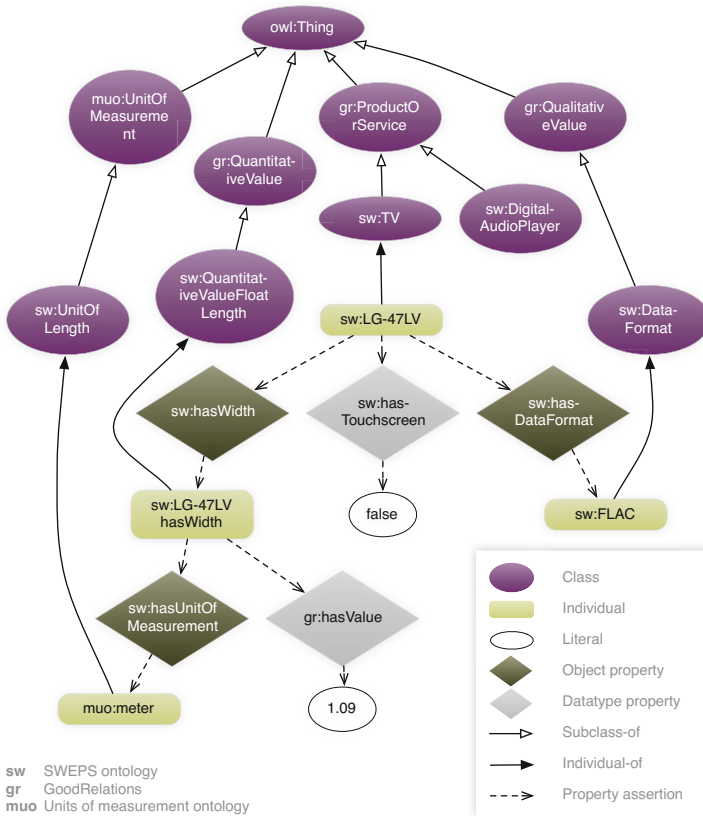 owl:Thing
muo:UnitOf
Measureme
nt
gr:ProductO
rService
gr:Qualitativ
eValue
gr:Quantitat-
iveValue
sw:TV
sw:Digital-
AudioPlayer
sw:Quantitat-
iveValueFloat
Length
sw:UnitOf
Length
sw:LG-47LV
sw:Data-
Format
sw:hasWidth
sw:has-
Touchscreen
sw:has-
DataFormat
sw:LG-47LV
hasWidth
false
sw:FLAC
sw:hasUnitOf
Measurement
gr:hasValue
muo:meter
1.09
Class
Individual
Literal
Object property
Datatype property
Subclass-of
Individual-of
Property assertion
sw SWEPS ontology
gr GoodRelations
muo Units of measurement ontology